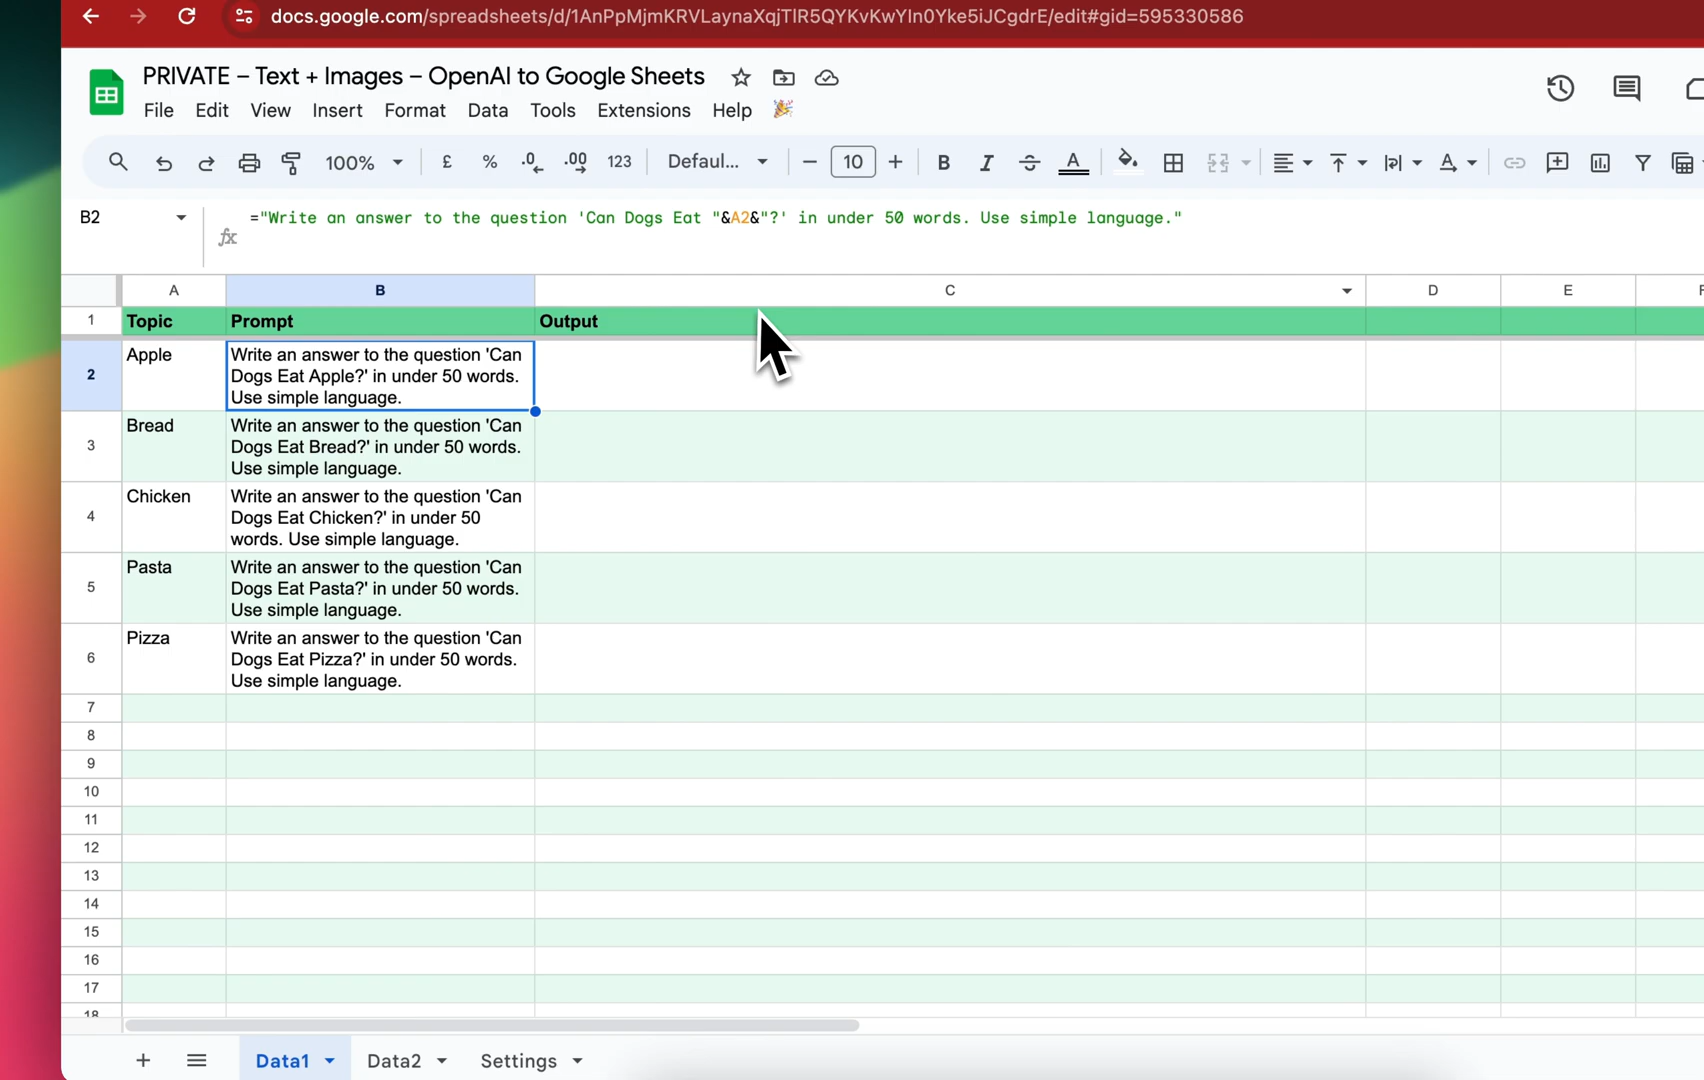 docs.google.com/spreadsheets/d/1AnPpMjmKRVLaynaXqjTlR5QYKvKwYln0Yke5iJCgdrE/edit#gid=595330586
PRIVATE – Text + Images – OpenAI to Google Sheets
File Edit View Insert Format Data Tools Extensions Help
100% £ % .0 .00 123 Defaul... 10 B I S A
B2
="Write an answer to the question 'Can Dogs Eat "&A2&"?' in under 50 words. Use simple language."
fx
A B C D E
1 Topic Prompt Output
2 Apple Write an answer to the question 'Can
Dogs Eat Apple?' in under 50 words.
Use simple language.
3 Bread Write an answer to the question 'Can
Dogs Eat Bread?' in under 50 words.
Use simple language.
4 Chicken Write an answer to the question 'Can
Dogs Eat Chicken?' in under 50
words. Use simple language.
5 Pasta Write an answer to the question 'Can
Dogs Eat Pasta?' in under 50 words.
Use simple language.
6 Pizza Write an answer to the question 'Can
Dogs Eat Pizza?' in under 50 words.
Use simple language.
7
8
9
10
11
12
13
14
15
16
17
18
Data1 Data2 Settings